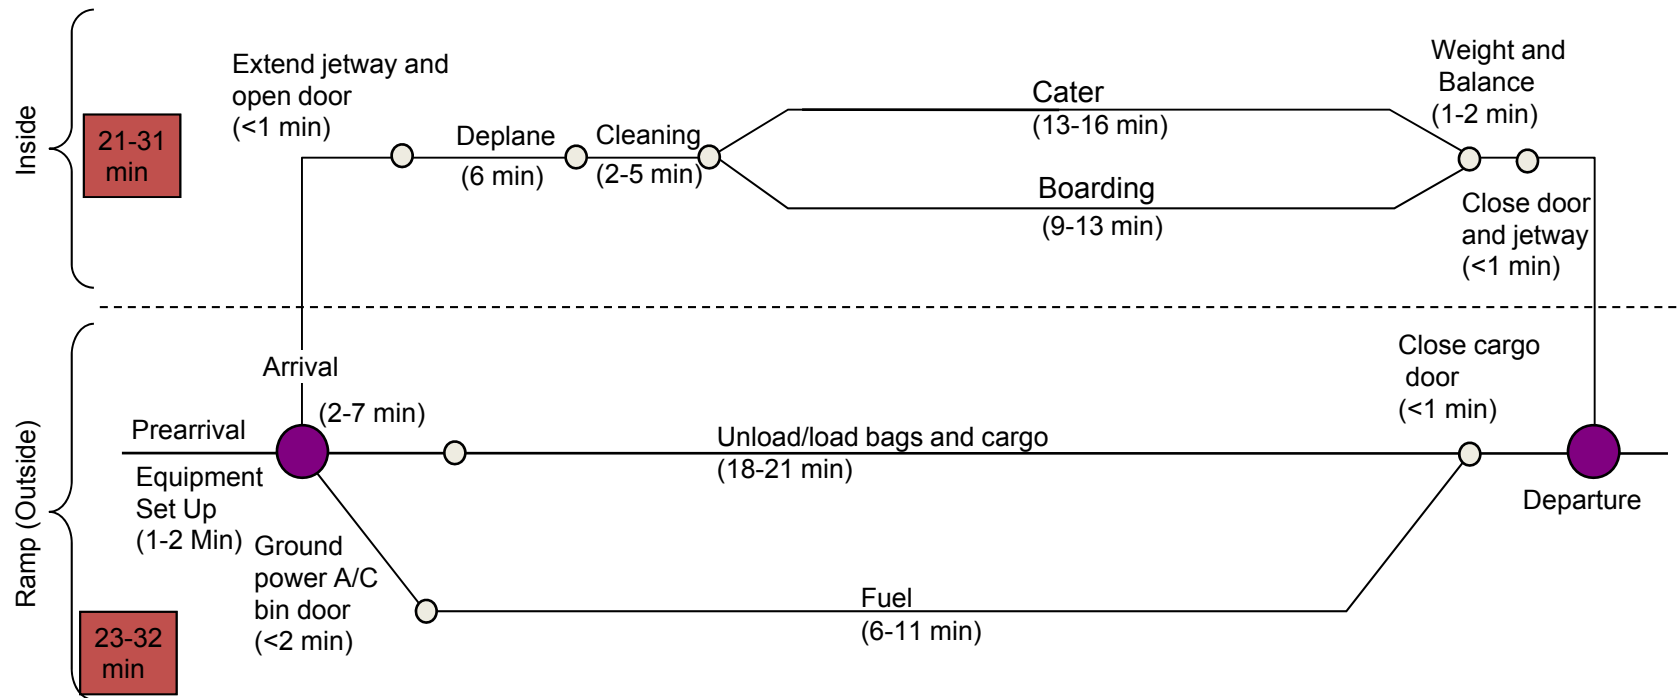 Inside
21-31
min
Extend jetway and
open door
(<1 min)
Deplane
(6 min)
Cleaning
(2-5 min)
Cater
(13-16 min)
Boarding
(9-13 min)
Weight and
Balance
(1-2 min)
Close door
and jetway
(<1 min)
Ramp (Outside)
23-32
min
Arrival
(2-7 min)
Prearrival
Equipment
Set Up
(1-2 Min)
Ground
power A/C
bin door
(<2 min)
Unload/load bags and cargo
(18-21 min)
Fuel
(6-11 min)
Close cargo
door
(<1 min)
Departure